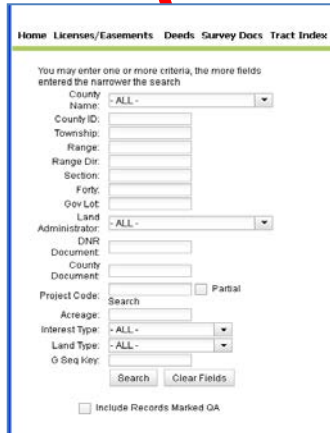 Home Licenses/Easements Deeds Survey Docs Tract Index
You may enter one or more criteria, the more fields
entered the narrower the search
County
Name: - ALL -
County ID:
Township:
Range:
Range Dir:
Section:
Forty:
Gov Lot:
Land
Administrator: - ALL -
DNR
Document:
County
Document:
Project Code: Partial
Search
Acreage:
Interest Type: - ALL -
Land Type: - ALL -
G Seq Key:
Search Clear Fields
Include Records Marked QA